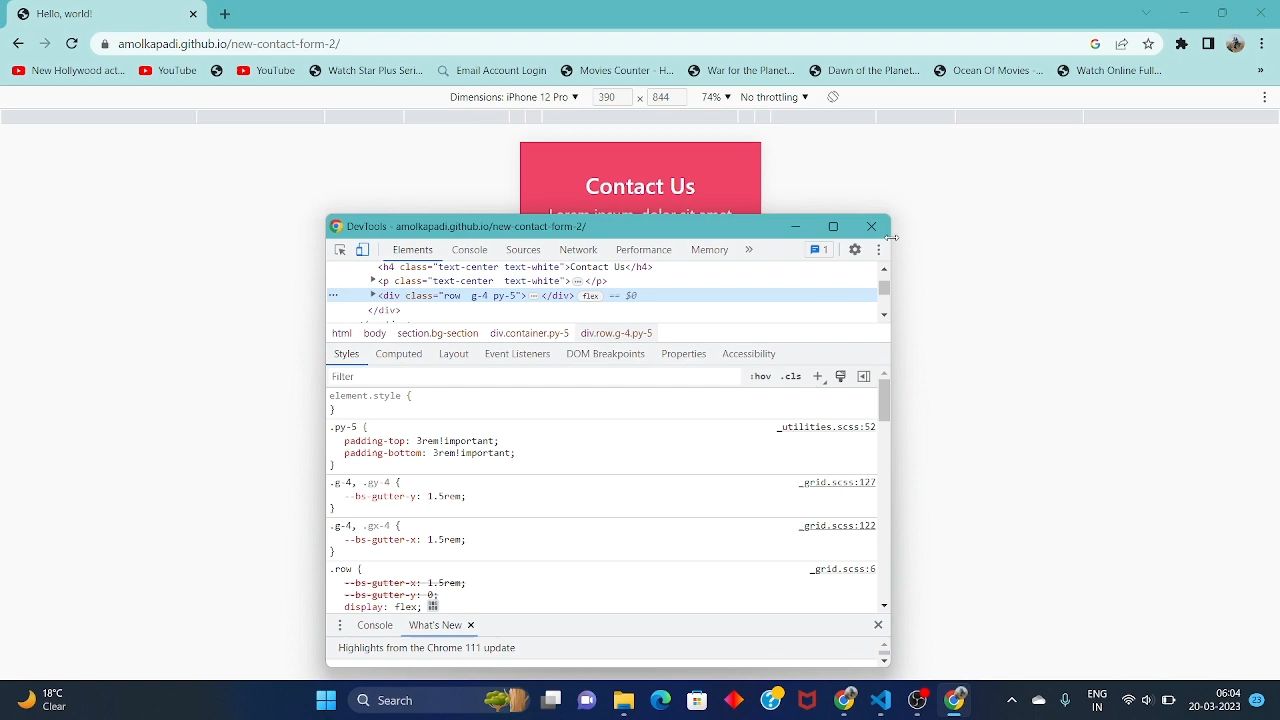 Hello, world!
amolkapadi.github.io/new-contact-form-2/
New Hollywood act... YouTube YouTube Watch Star Plus Seri... Email Account Login Movies Counter - H... War for the Planet... Dawn of the Planet... Ocean Of Movies -... Watch Online Full...
Dimensions: iPhone 12 Pro 390 x 844 74% No throttling
Contact Us
Lorem ipsum, dolor sit amet
DevTools - amolkapadi.github.io/new-contact-form-2/
Elements Console Sources Network Performance Memory » 1
<h4 class="text-center text-white">Contact Us</h4>
<p class="text-center text-white">…</p>
… <div class="row g-4 py-5">…</div> flex == $0
</div>
html body section.bg-section div.container.py-5 div.row.g-4.py-5
Styles Computed Layout Event Listeners DOM Breakpoints Properties Accessibility
Filter :hov .cls +
element.style {
}
.py-5 { _utilities.scss:52
padding-top: 3rem!important;
padding-bottom: 3rem!important;
}
.g-4, .gy-4 { _grid.scss:127
--bs-gutter-y: 1.5rem;
}
.g-4, .gx-4 { _grid.scss:122
--bs-gutter-x: 1.5rem;
}
.row { _grid.scss:6
--bs-gutter-x: 1.5rem;
--bs-gutter-y: 0;
display: flex;
Console What's New
Highlights from the Chrome 111 update
18°C
Clear
Search
ENG
IN
06:04
20-03-2023
23